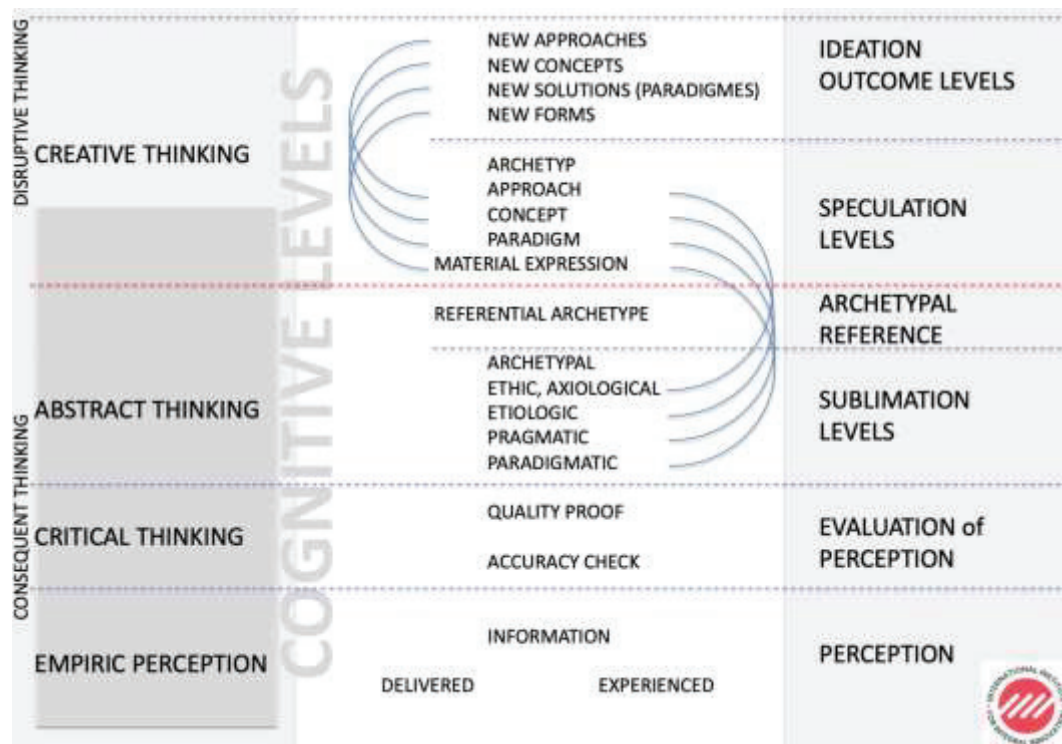 DISRUPTIVE THINKING
CONSEQUENT THINKING
COGNITIVE LEVELS
NEW APPROACHES
NEW CONCEPTS
NEW SOLUTIONS (PARADIGMES)
NEW FORMS
IDEATION
OUTCOME LEVELS
CREATIVE THINKING
ARCHETYP
APPROACH
CONCEPT
PARADIGM
MATERIAL EXPRESSION
SPECULATION
LEVELS
REFERENTIAL ARCHETYPE
ARCHETYPAL
REFERENCE
ABSTRACT THINKING
ARCHETYPAL
ETHIC, AXIOLOGICAL
ETIOLOGIC
PRAGMATIC
PARADIGMATIC
SUBLIMATION
LEVELS
CRITICAL THINKING
QUALITY PROOF
ACCURACY CHECK
EVALUATION of
PERCEPTION
EMPIRIC PERCEPTION
INFORMATION
DELIVERED
EXPERIENCED
PERCEPTION
INTERNATIONAL